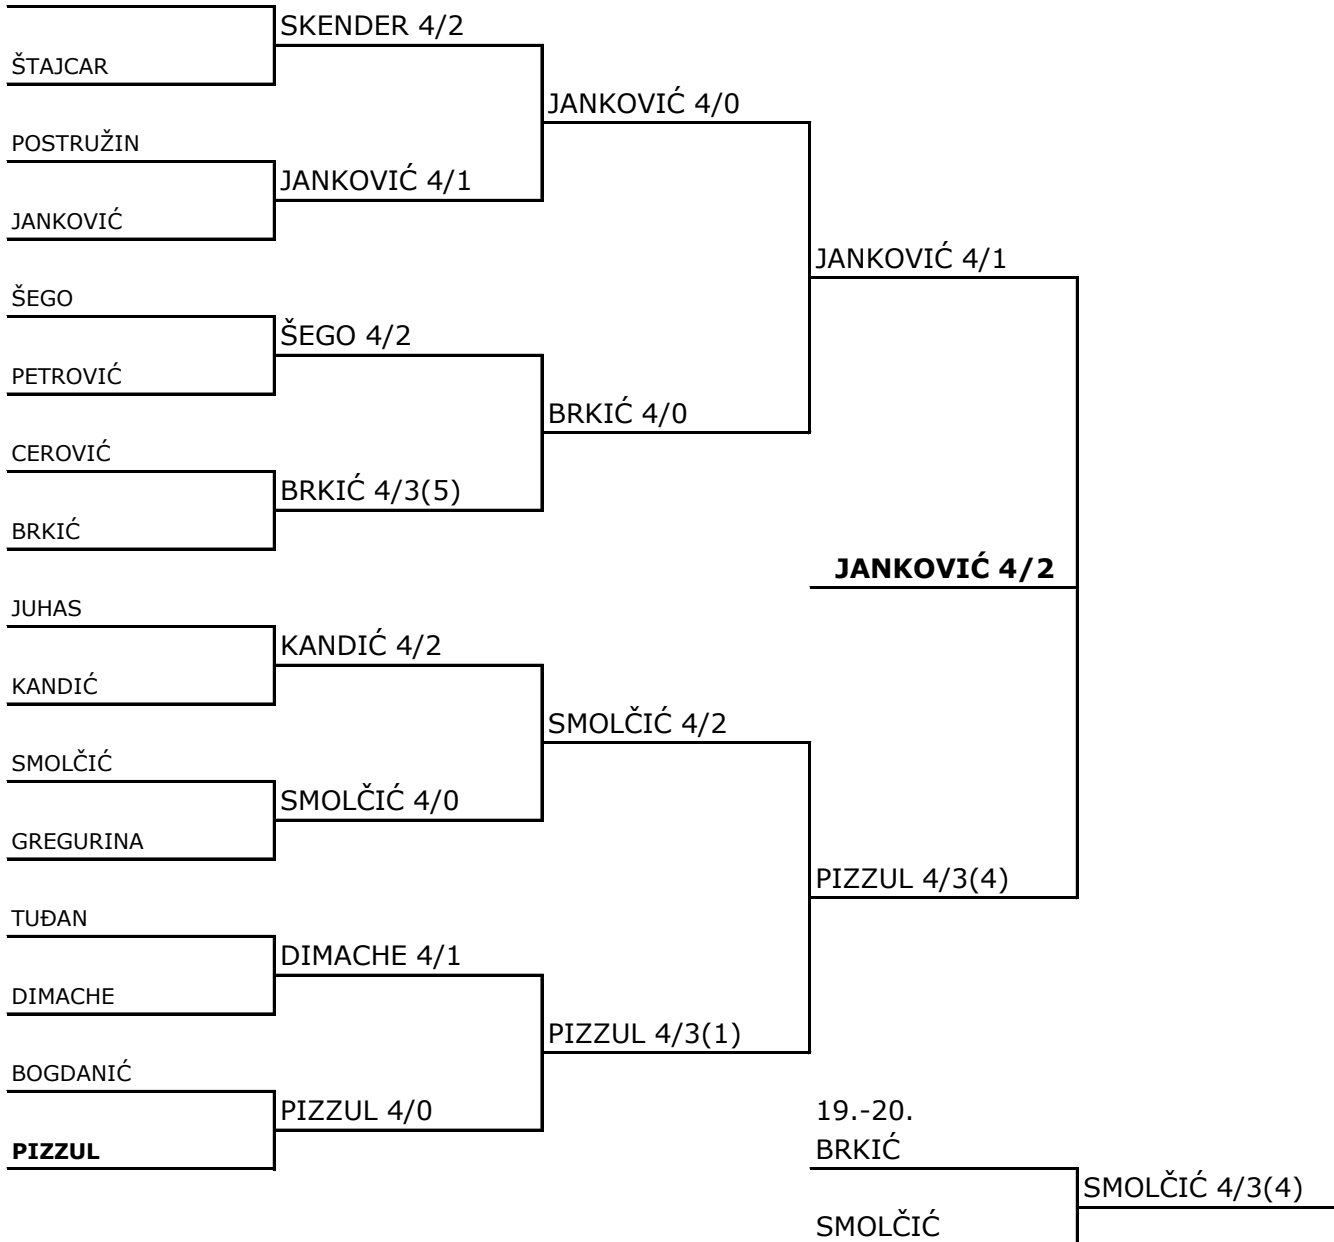 SKENDER 4/2
ŠTAJCAR
JANKOVIĆ 4/0
POSTRUŽIN
JANKOVIĆ 4/1
JANKOVIĆ
JANKOVIĆ 4/1
ŠEGO
ŠEGO 4/2
PETROVIĆ
BRKIĆ 4/0
CEROVIĆ
BRKIĆ 4/3(5)
BRKIĆ
JANKOVIĆ 4/2
JUHAS
KANDIĆ 4/2
KANDIĆ
SMOLČIĆ 4/2
SMOLČIĆ
SMOLČIĆ 4/0
GREGURINA
PIZZUL 4/3(4)
TUĐAN
DIMACHE 4/1
DIMACHE
PIZZUL 4/3(1)
BOGDANIĆ
PIZZUL 4/0
19.-20.
PIZZUL
BRKIĆ
SMOLČIĆ 4/3(4)
SMOLČIĆ